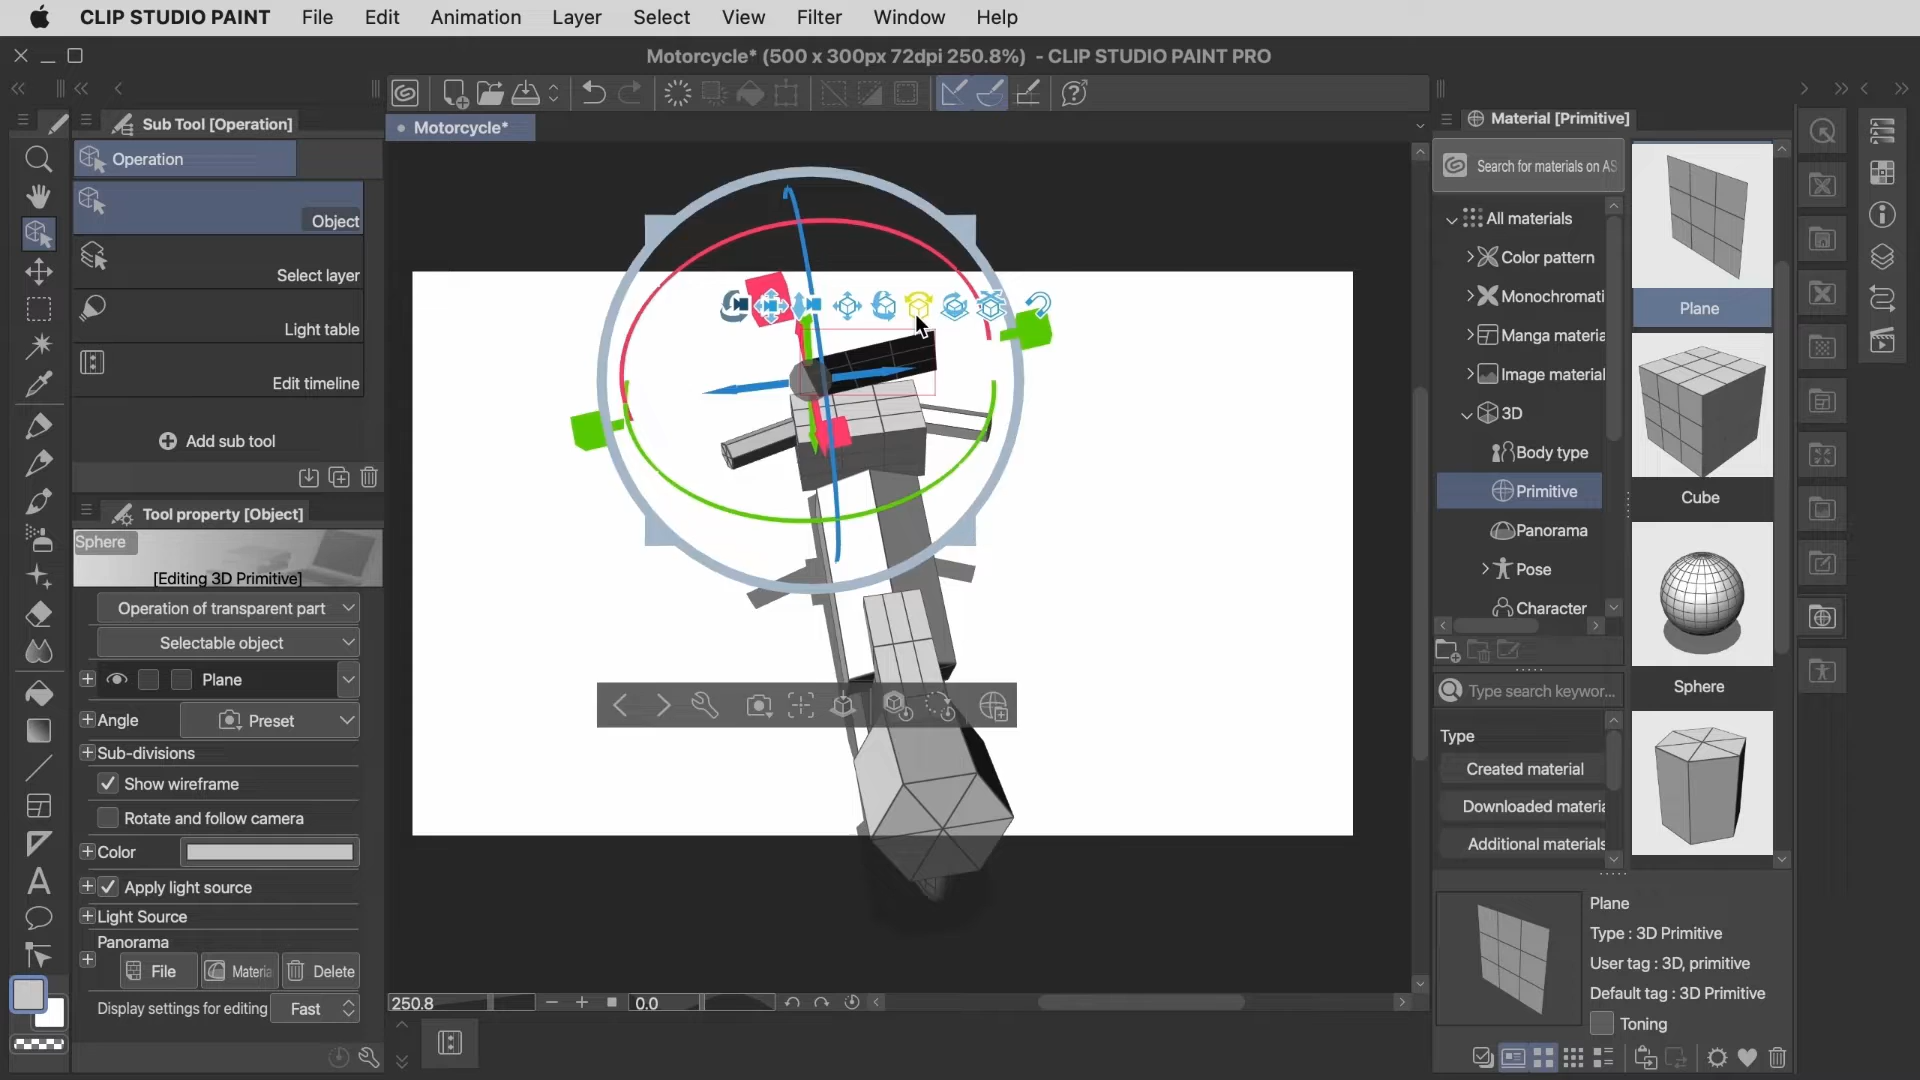 CLIP STUDIO PAINT File Edit Animation Layer Select View Filter Window Help
Motorcycle* (500 x 300px 72dpi 250.8%) - CLIP STUDIO PAINT PRO
Sub Tool [Operation]
Operation
Object
Select layer
Light table
Edit timeline
Add sub tool
Tool property [Object]
Sphere
[Editing 3D Primitive]
Operation of transparent part
Selectable object
Plane
Angle Preset
Sub-divisions
Show wireframe
Rotate and follow camera
Color
Apply light source
Light Source
Panorama
File Materia Delete
Display settings for editing Fast
Motorcycle*
250.8 0.0
Material [Primitive]
Search for materials on AS
All materials
Color pattern
Monochromati
Manga materia
Image material
3D
Body type
Primitive
Panorama
Pose
Character
Type search keywor...
Type
Created material
Downloaded materia
Additional materials
Plane
Cube
Sphere
Plane
Type : 3D Primitive
User tag : 3D, primitive
Default tag : 3D Primitive
Toning